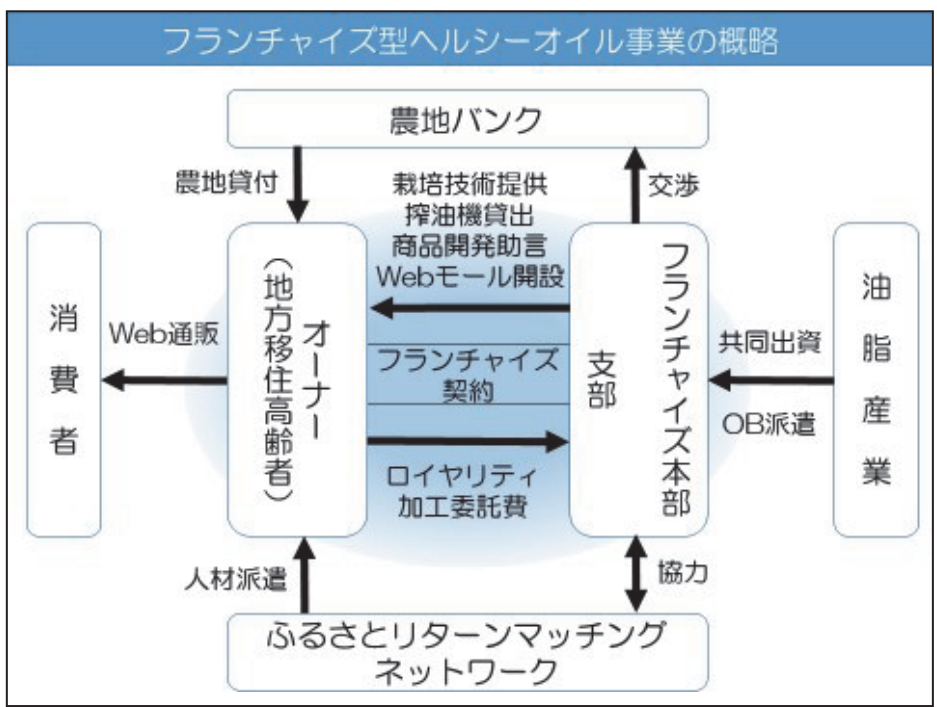 フランチャイズ型ヘルシーオイル事業の概略
農地バンク
農地貸付
栽培技術提供
搾油機貸出
商品開発助言
Webモール開設
交渉
消費者
Web通販
オーナー
(地方移住高齢者)
フランチャイズ
契約
フランチャイズ本部
支部
共同出資
OB派遣
油脂産業
ロイヤリティ
加工委託費
人材派遣
協力
ふるさとリターンマッチング
ネットワーク